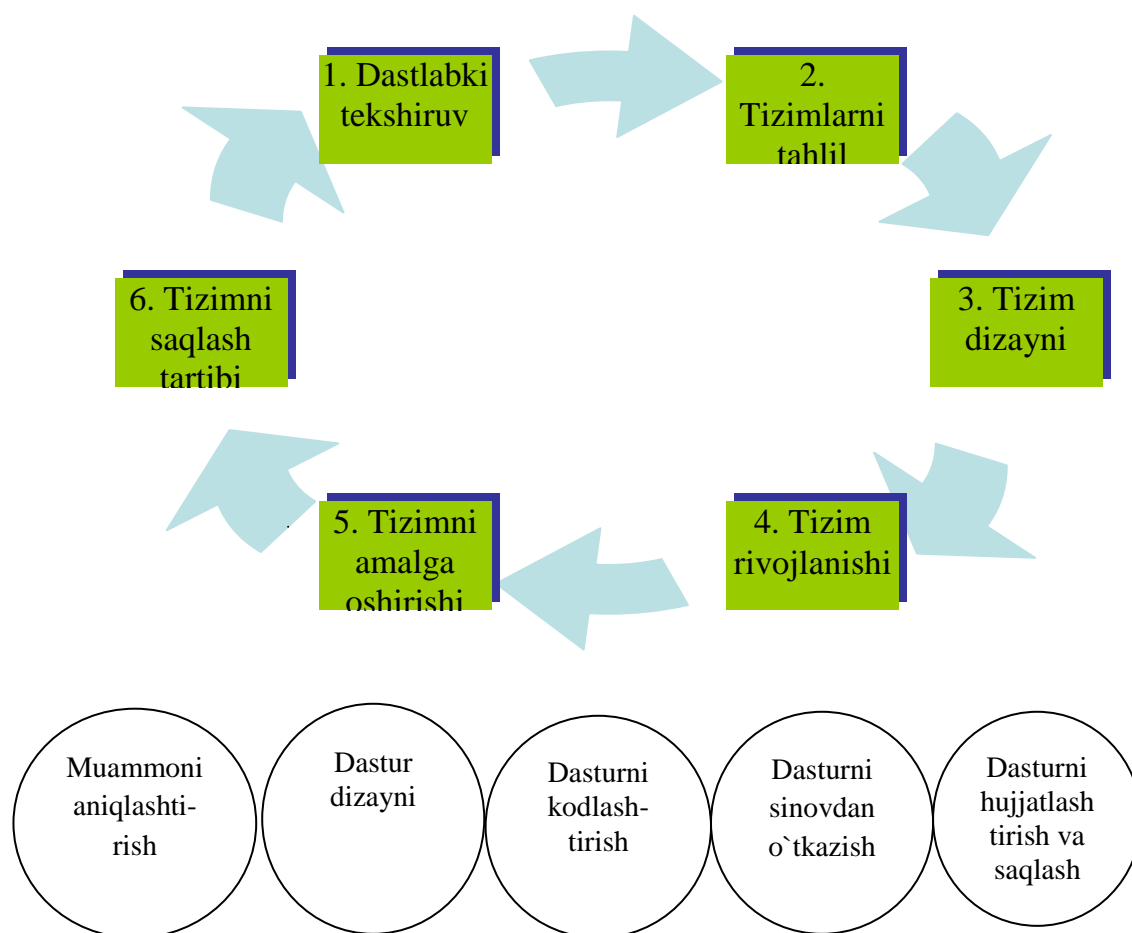 1. Dastlabki
tekshiruv
2.
Tizimlarni
tahlil
3. Tizim
dizayni
4. Tizim
rivojlanishi
5. Tizimni
amalga
oshirishi
6. Tizimni
saqlash
tartibi
Muammoni
aniqlashti-
rish
Dastur
dizayni
Dasturni
kodlash-
tirish
Dasturni
sinovdan
o`tkazish
Dasturni
hujjatlash
tirish va
saqlash